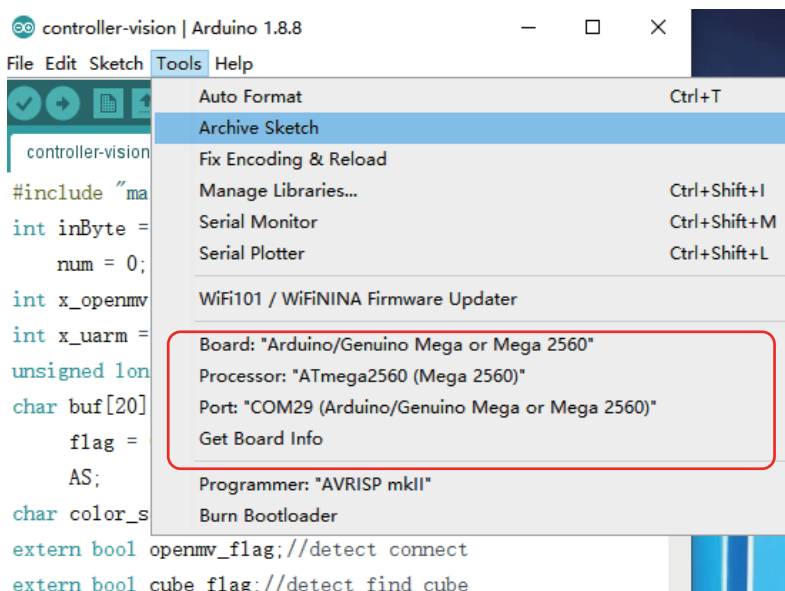 controller-vision | Arduino 1.8.8
File Edit Sketch Tools Help
Auto Format Ctrl+T
Archive Sketch
controller-vision
Fix Encoding & Reload
#include "ma
Manage Libraries... Ctrl+Shift+I
int inByte =
Serial Monitor Ctrl+Shift+M
num = 0;
Serial Plotter Ctrl+Shift+L
int x_openmv
WiFi101 / WiFiNINA Firmware Updater
int x_uarm =
Board: "Arduino/Genuino Mega or Mega 2560"
unsigned lon
Processor: "ATmega2560 (Mega 2560)"
char buf[20]
Port: "COM29 (Arduino/Genuino Mega or Mega 2560)"
flag =
Get Board Info
AS;
Programmer: "AVRISP mkII"
char color_s
Burn Bootloader
extern bool openmv_flag;//detect connect
extern bool cube_flag;//detect find cube